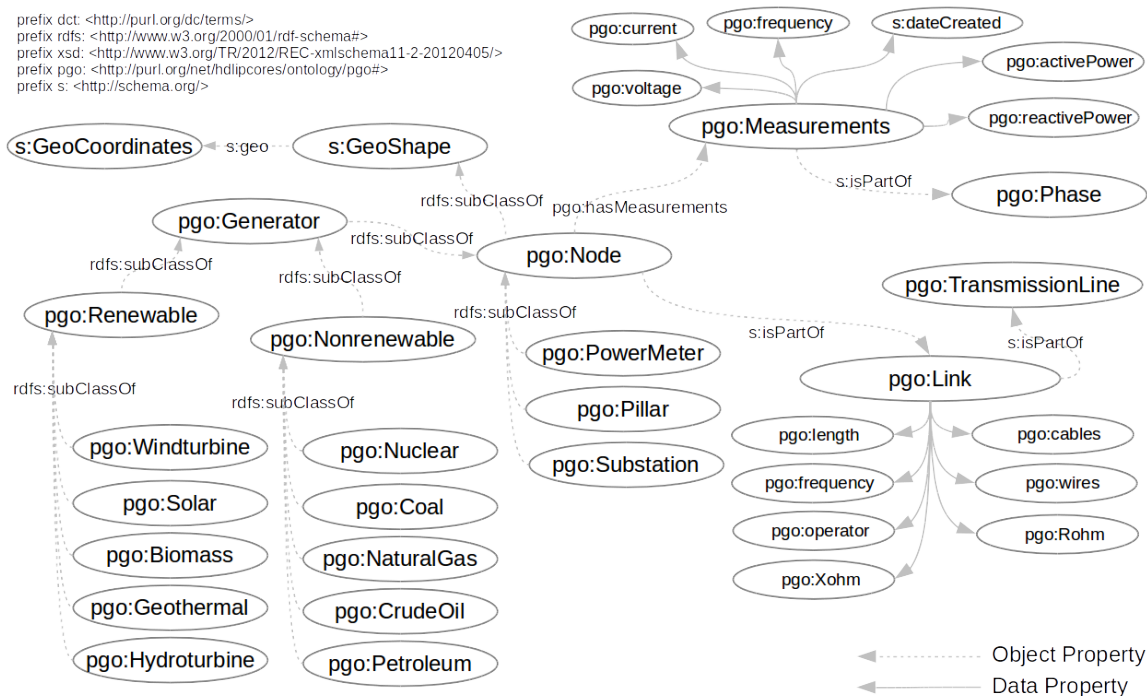 prefix dct: <http://purl.org/dc/terms/>
prefix rdfs: <http://www.w3.org/2000/01/rdf-schema#>
prefix xsd: <http://www.w3.org/TR/2012/REC-xmlschema11-2-20120405/>
prefix pgo: <http://purl.org/net/hdlipcores/ontology/pgo#>
prefix s: <http://schema.org/>
pgo:current
pgo:frequency
s:dateCreated
pgo:activePower
pgo:voltage
pgo:reactivePower
pgo:Measurements
s:GeoCoordinates
s:geo
s:GeoShape
s:isPartOf
pgo:Phase
rdfs:subClassOf
pgo:hasMeasurements
pgo:Generator
rdfs:subClassOf
pgo:Node
rdfs:subClassOf
rdfs:subClassOf
pgo:TransmissionLine
pgo:Renewable
rdfs:subClassOf
pgo:Nonrenewable
s:isPartOf
s:isPartOf
pgo:PowerMeter
pgo:Link
rdfs:subClassOf
rdfs:subClassOf
pgo:Pillar
pgo:length
pgo:cables
pgo:Windturbine
pgo:Nuclear
pgo:Substation
pgo:frequency
pgo:wires
pgo:Solar
pgo:Coal
pgo:operator
pgo:Rohm
pgo:Biomass
pgo:NaturalGas
pgo:Xohm
pgo:Geothermal
pgo:CrudeOil
pgo:Hydroturbine
pgo:Petroleum
Object Property
Data Property